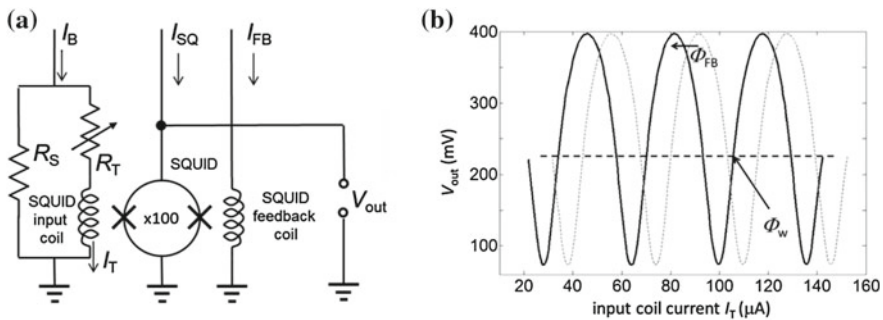 (a)
I_B
I_SQ
I_FB
R_S
R_T
SQUID
input
coil
I_T
SQUID
x100
SQUID
feedback
coil
V_out
(b)
V_out (mV)
400
300
200
100
Φ_FB
Φ_w
20 40 60 80 100 120 140 160
input coil current I_T (μA)